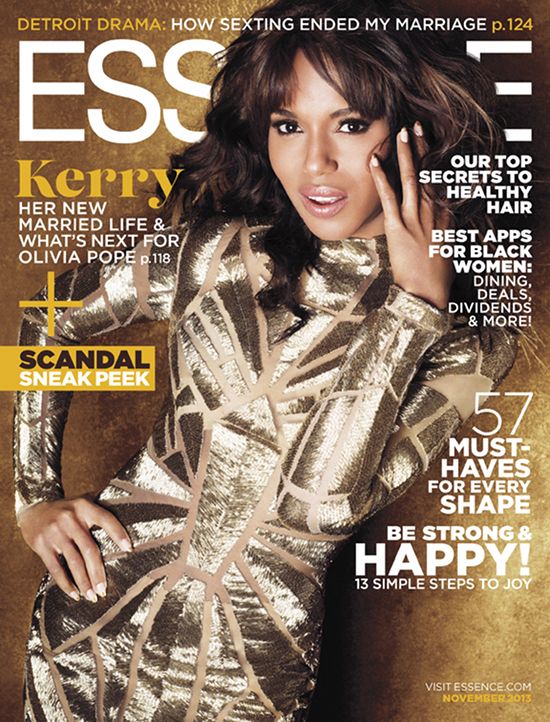 DETROIT DRAMA: HOW SEXTING ENDED MY MARRIAGE p.124
ESSENCE
Kerry
HER NEW
MARRIED LIFE &
WHAT'S NEXT FOR
OLIVIA POPE p.118
+
SCANDAL
SNEAK PEEK
OUR TOP
SECRETS TO
HEALTHY
HAIR
BEST APPS
FOR BLACK
WOMEN:
DINING,
DEALS,
DIVIDENDS
& MORE!
57
MUST-
HAVES
FOR EVERY
SHAPE
BE STRONG &
HAPPY!
13 SIMPLE STEPS TO JOY
VISIT ESSENCE.COM
NOVEMBER 2013